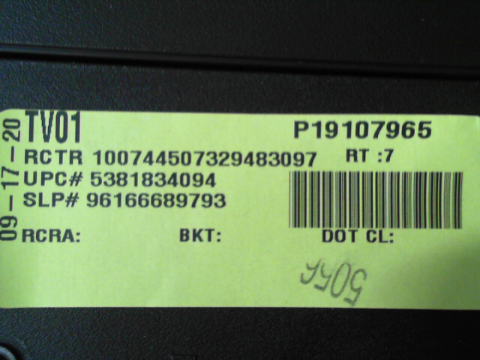 09-17-20
TV01
P19107965
RCTR 100744507329483097 RT :7
UPC# 5381834094
SLP# 96166689793
RCRA: BKT: DOT CL: